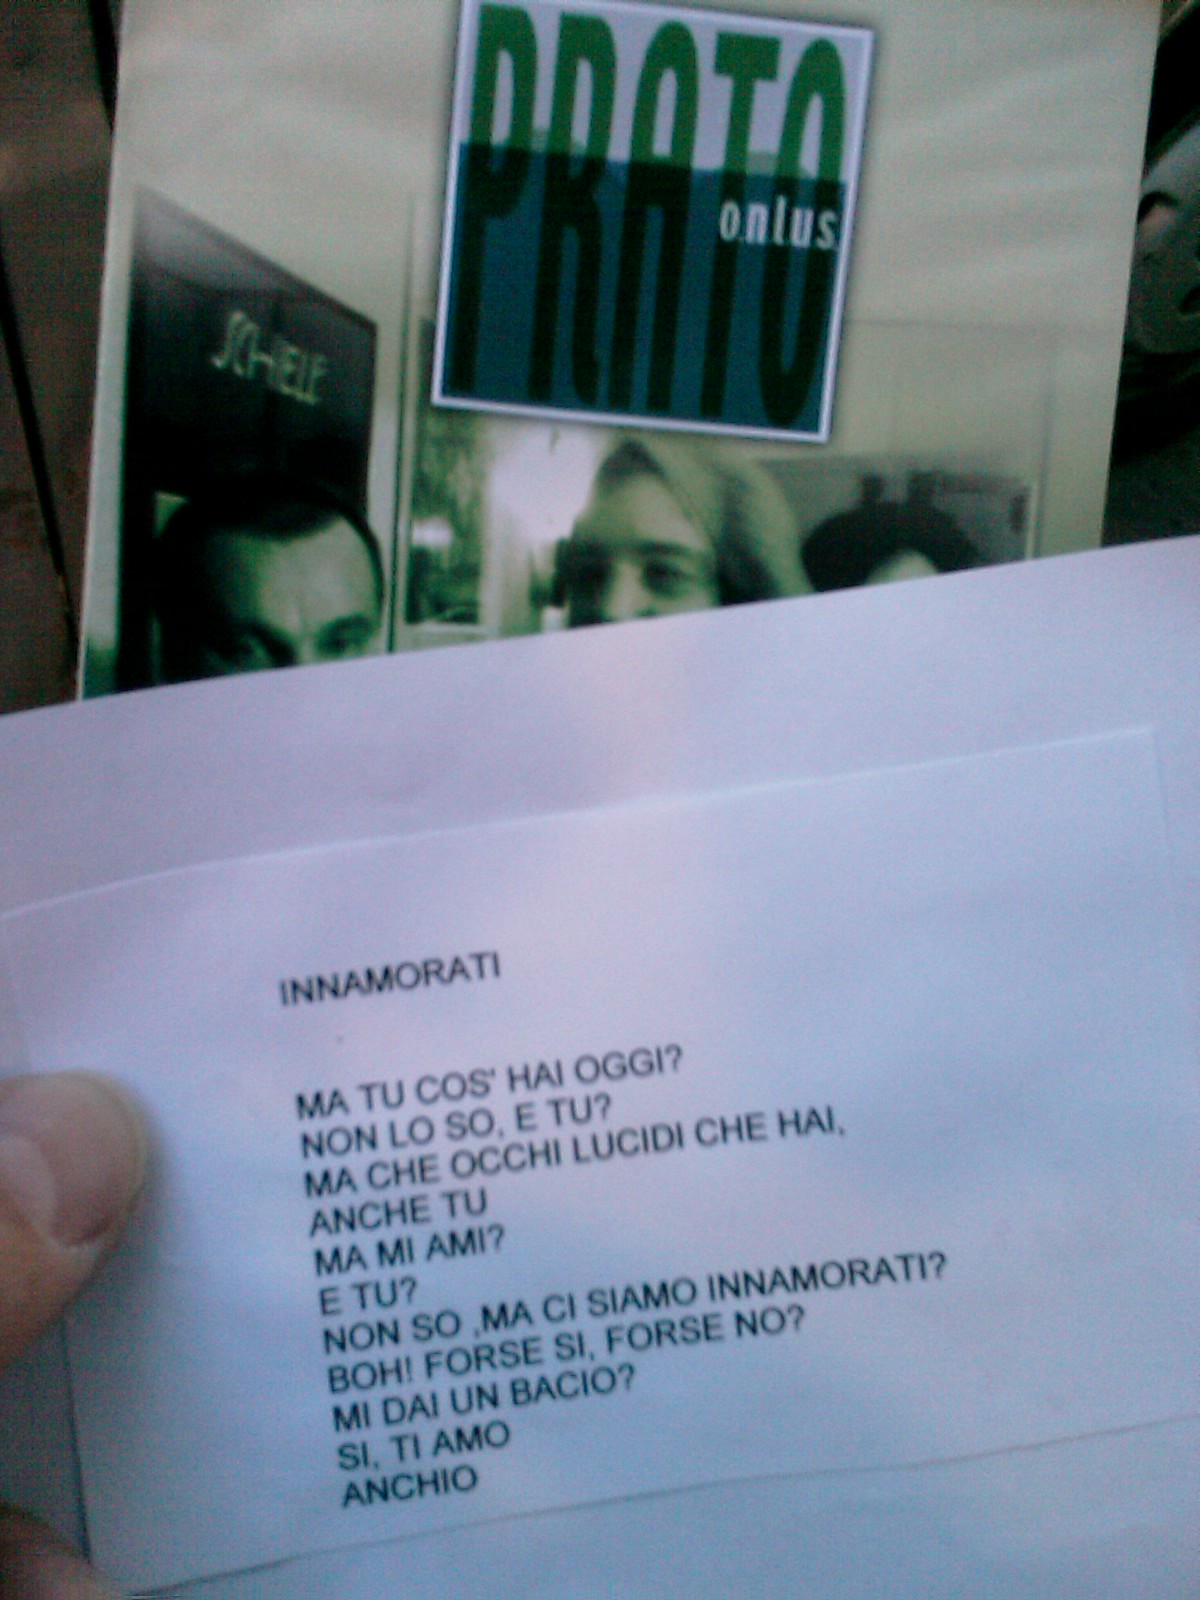 PRATO
o.n.l.u.s.
SCHIELE
INNAMORATI
MA TU COS' HAI OGGI?
NON LO SO, E TU?
MA CHE OCCHI LUCIDI CHE HAI,
ANCHE TU
MA MI AMI?
E TU?
NON SO ,MA CI SIAMO INNAMORATI?
BOH! FORSE SI, FORSE NO?
MI DAI UN BACIO?
SI, TI AMO
ANCHIO